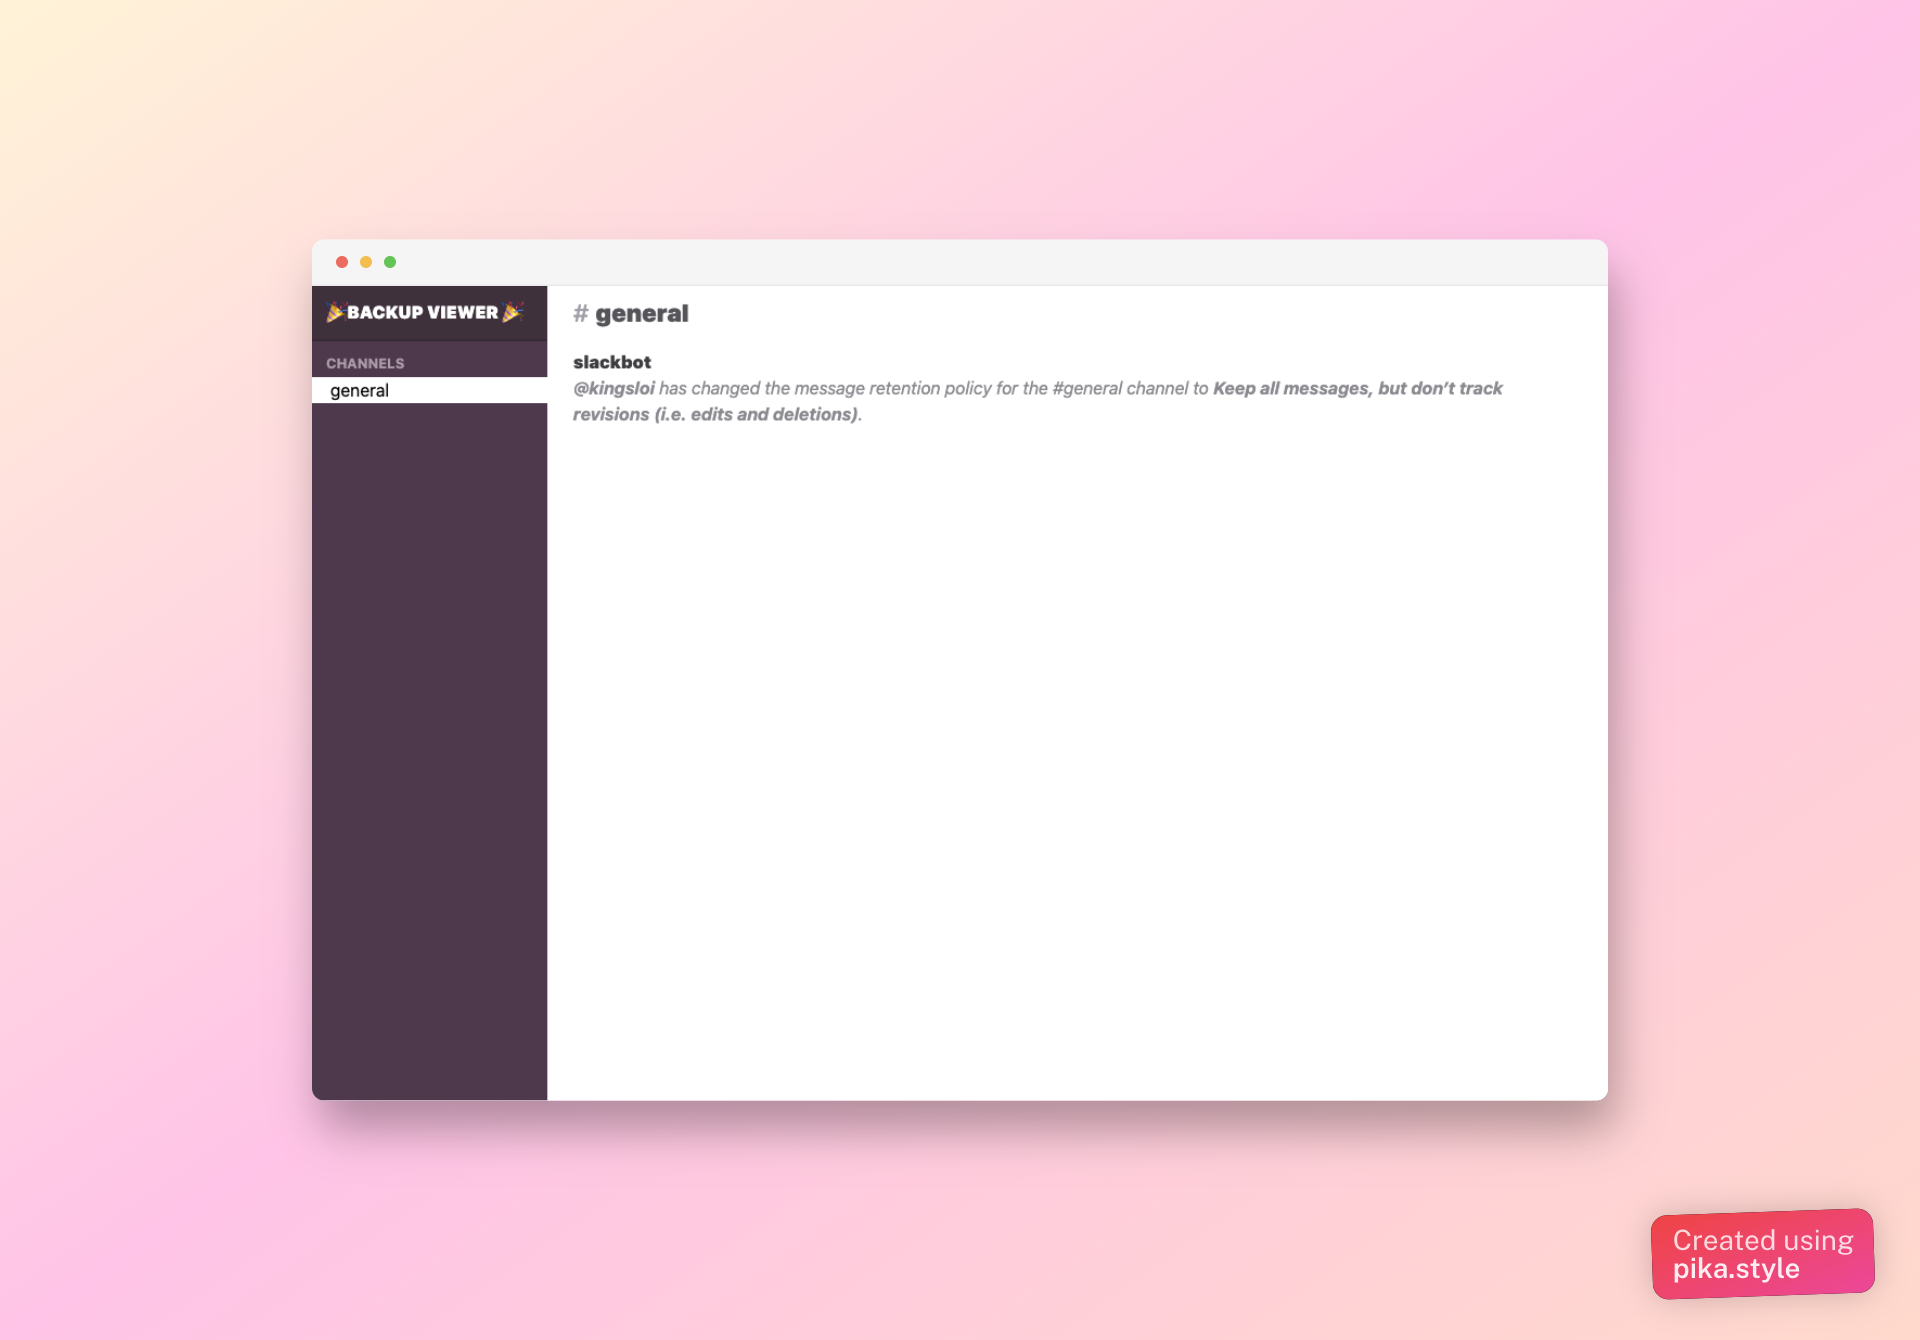 🎉BACKUP VIEWER🎉
CHANNELS
general
# general
slackbot
@kingsloi has changed the message retention policy for the #general channel to Keep all messages, but don’t track
revisions (i.e. edits and deletions).
Created using
pika.style